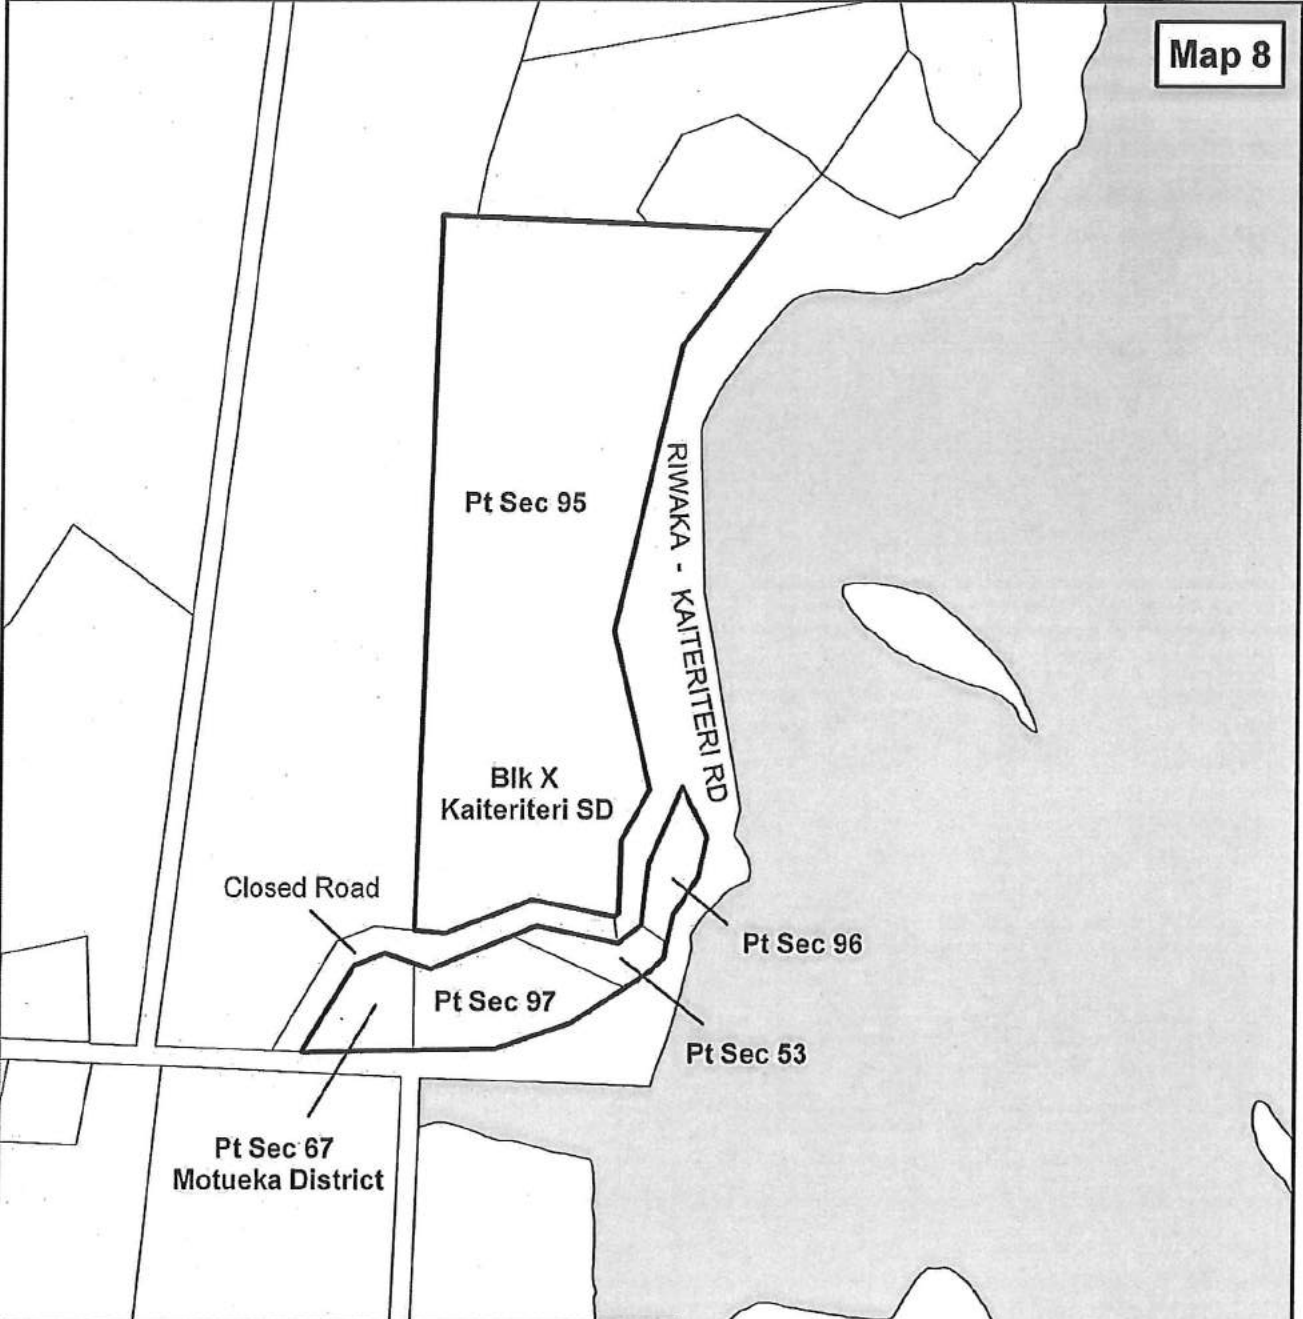 Map 8
Pt Sec 95
RIWAKA - KAITERITERI RD
Blk X
Kaiteriteri SD
Closed Road
Pt Sec 96
Pt Sec 97
Pt Sec 53
Pt Sec 67
Motueka District